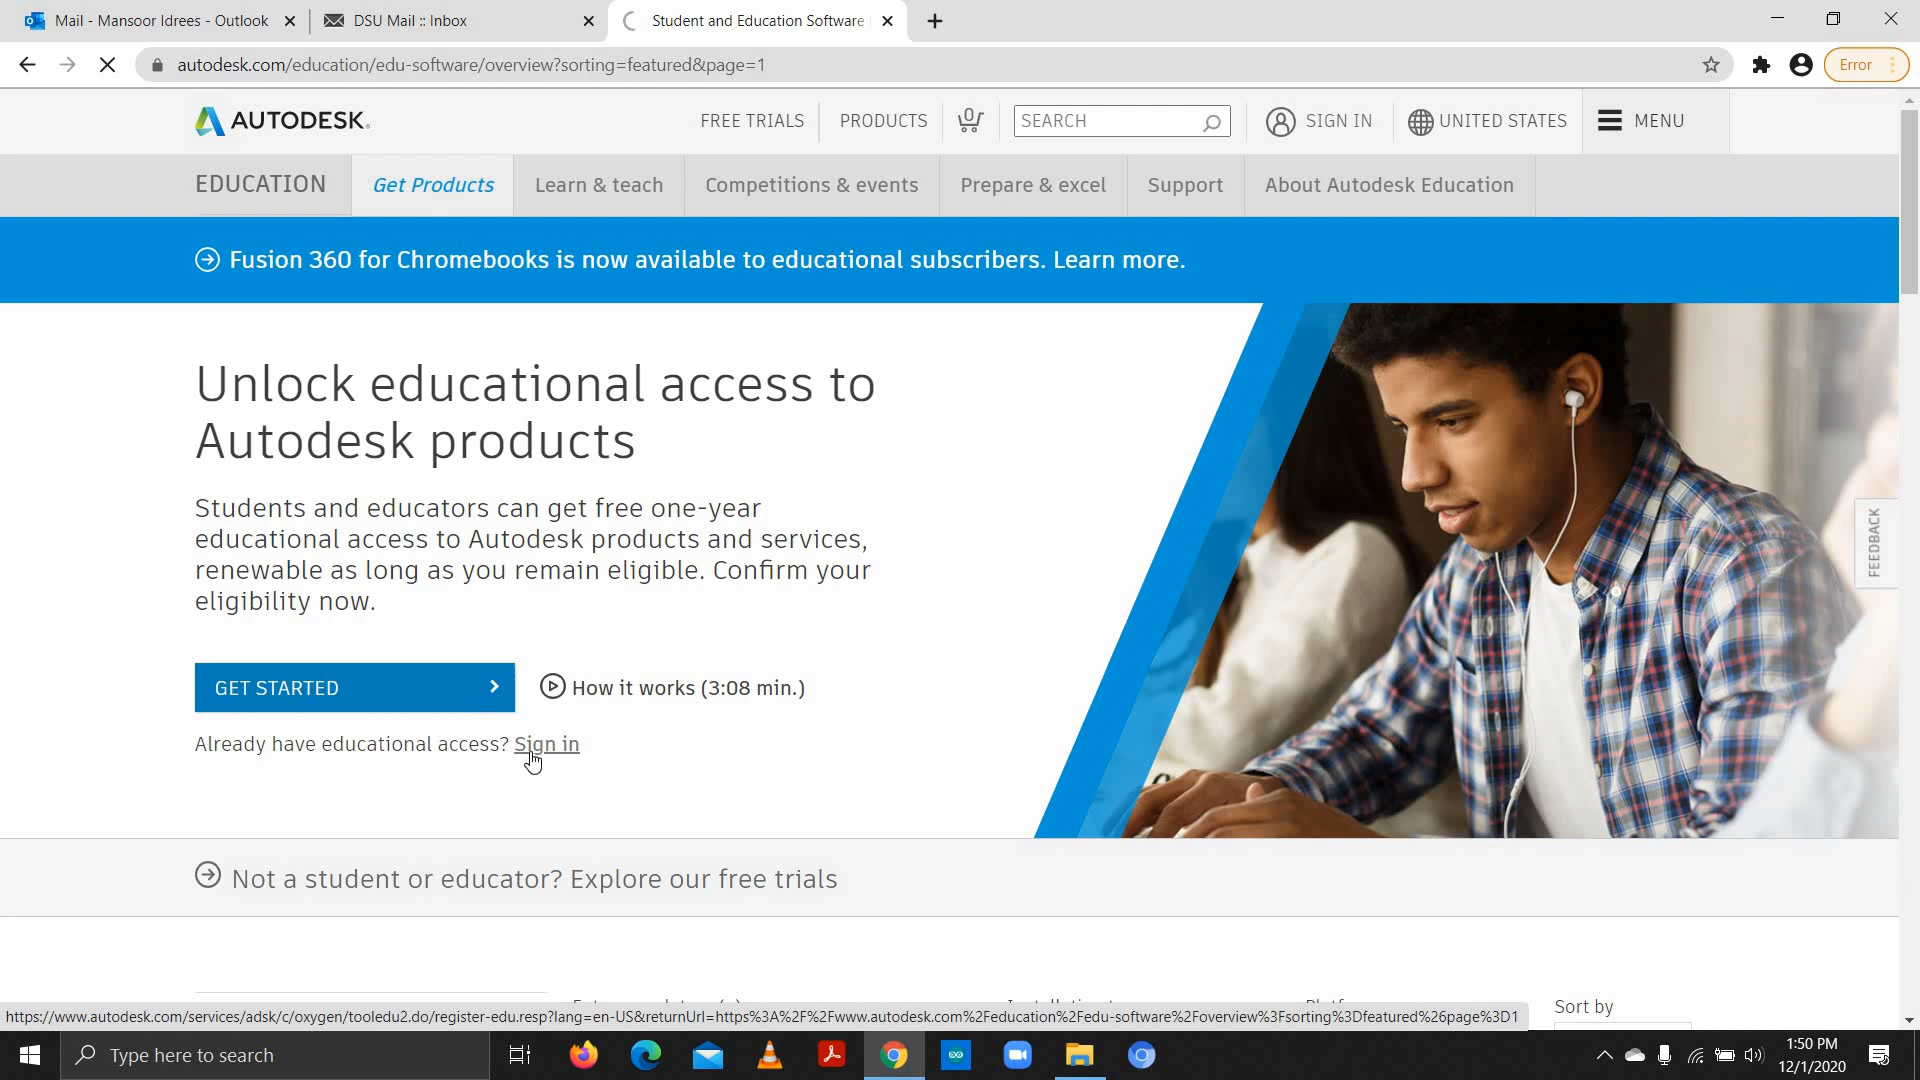 Mail - Mansoor Idrees - Outlook
DSU Mail :: Inbox
Student and Education Software
autodesk.com/education/edu-software/overview?sorting=featured&page=1
Error
AUTODESK.
FREE TRIALS
PRODUCTS
0
SEARCH
SIGN IN
UNITED STATES
MENU
EDUCATION
Get Products
Learn & teach
Competitions & events
Prepare & excel
Support
About Autodesk Education
Fusion 360 for Chromebooks is now available to educational subscribers. Learn more.
Unlock educational access to
Autodesk products
Students and educators can get free one-year
educational access to Autodesk products and services,
renewable as long as you remain eligible. Confirm your
eligibility now.
GET STARTED
How it works (3:08 min.)
Already have educational access? Sign in
FEEDBACK
Not a student or educator? Explore our free trials
Sort by
https://www.autodesk.com/services/adsk/c/oxygen/tooledu2.do/register-edu.resp?lang=en-US&returnUrl=https%3A%2F%2Fwww.autodesk.com%2Feducation%2Fedu-software%2Foverview%3Fsorting%3Dfeatured%26page%3D1
Type here to search
1:50 PM
12/1/2020